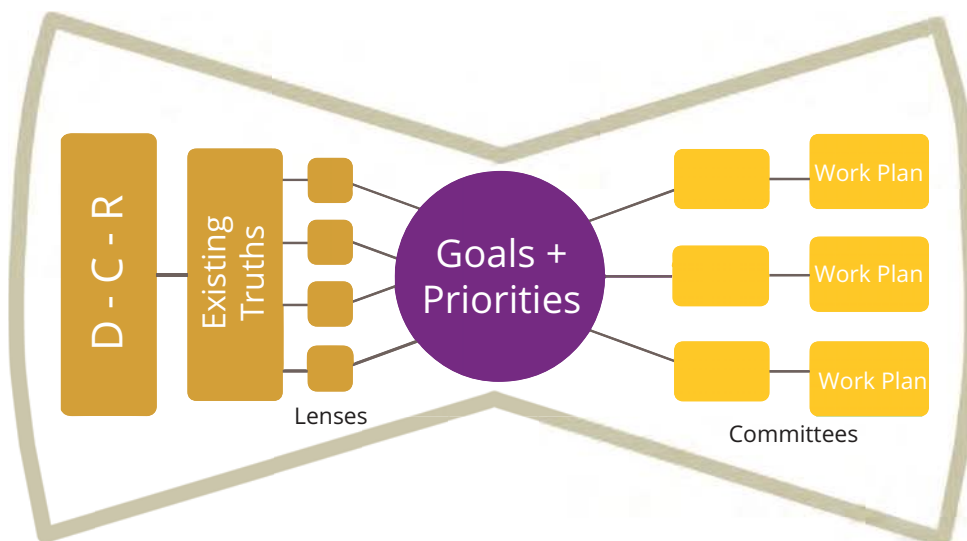 D - C - R
Existing
Truths
Lenses
Goals +
Priorities
Work Plan
Work Plan
Work Plan
Committees